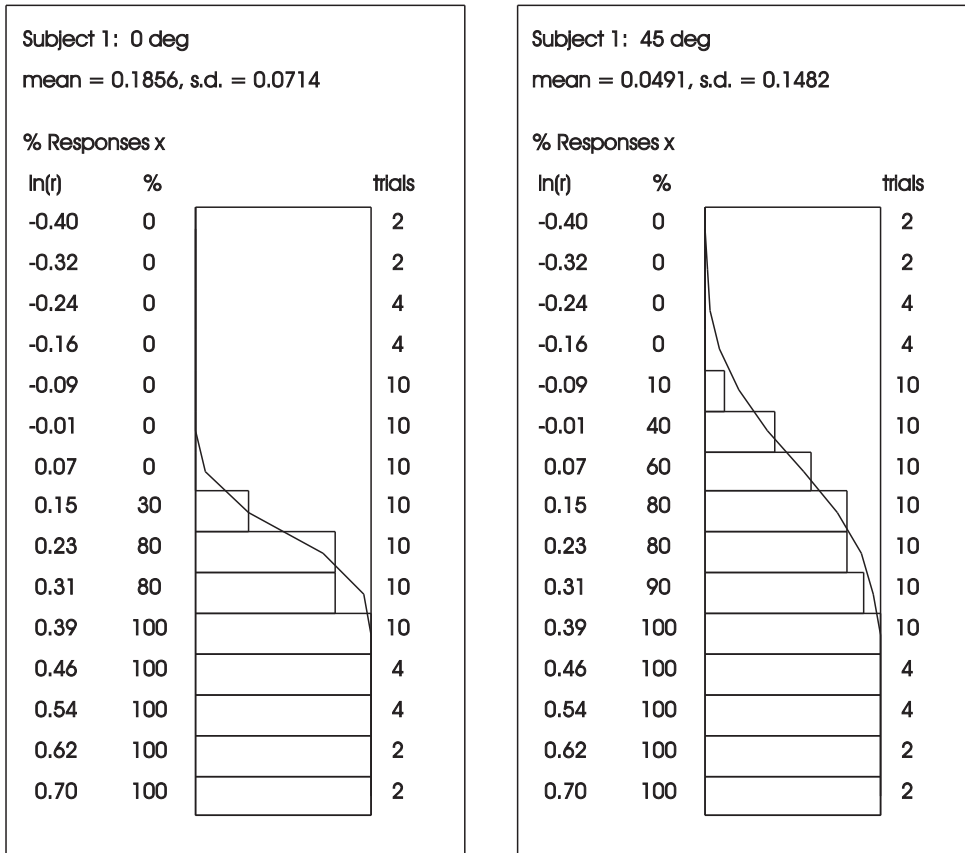 Subject 1: 0 deg
mean = 0.1856, s.d. = 0.0714
% Responses x
ln(r) % trials
-0.40 0 2
-0.32 0 2
-0.24 0 4
-0.16 0 4
-0.09 0 10
-0.01 0 10
0.07 0 10
0.15 30 10
0.23 80 10
0.31 80 10
0.39 100 10
0.46 100 4
0.54 100 4
0.62 100 2
0.70 100 2
Subject 1: 45 deg
mean = 0.0491, s.d. = 0.1482
% Responses x
ln(r) % trials
-0.40 0 2
-0.32 0 2
-0.24 0 4
-0.16 0 4
-0.09 10 10
-0.01 40 10
0.07 60 10
0.15 80 10
0.23 80 10
0.31 90 10
0.39 100 10
0.46 100 4
0.54 100 4
0.62 100 2
0.70 100 2